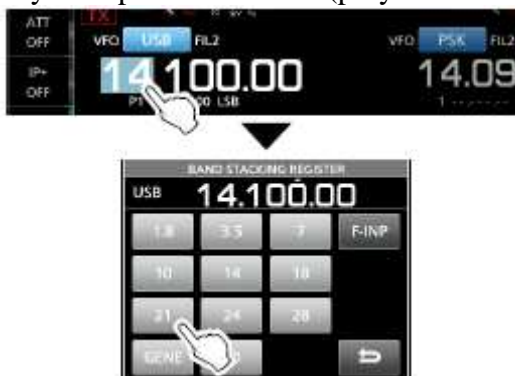 ATT
OFF
TX
VFO USB FIL2
VFO PSK FIL2
IP+
OFF
14.100.00
14.09
LSB
BAND STACKING REGISTER
USB 14.100.00
1.8 3.5 7 F-INP
10 14 18
21 24 28
GENE